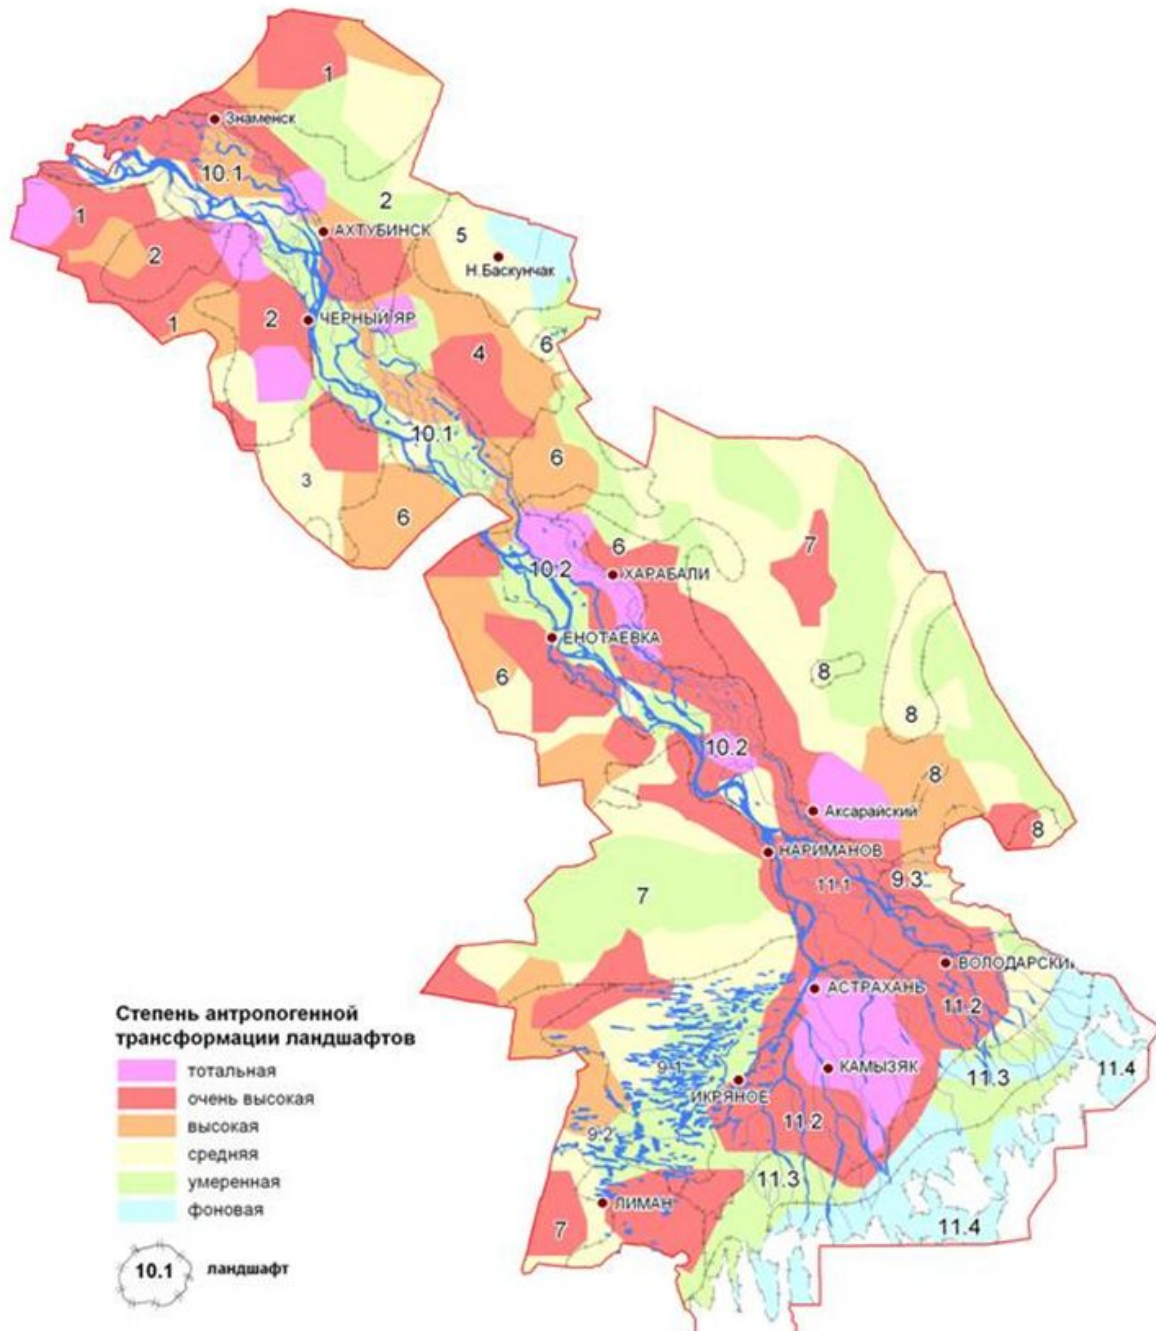 1
Знаменск
10.1
2
1
АХТУБИНСК
5
2
Н.Баскунчак
1
2
ЧЕРНЫЙ ЯР
6
4
10.1
6
3
6
6
7
10.2
ХАРАБАЛИ
ЕНОТАЕВКА
6
8
8
10.2
8
Аксарайский
8
НАРИМАНОВ
11.1
9.3
7
ВОЛОДАРСКИ
АСТРАХАНЬ
11.2
9.1
КАМЫЗЯК
11.3
11.4
ИКРЯНОЕ
11.2
9.2
11.3
ЛИМАН
7
11.4
Степень антропогенной
трансформации ландшафтов
тотальная
очень высокая
высокая
средняя
умеренная
фоновая
10.1
ландшафт